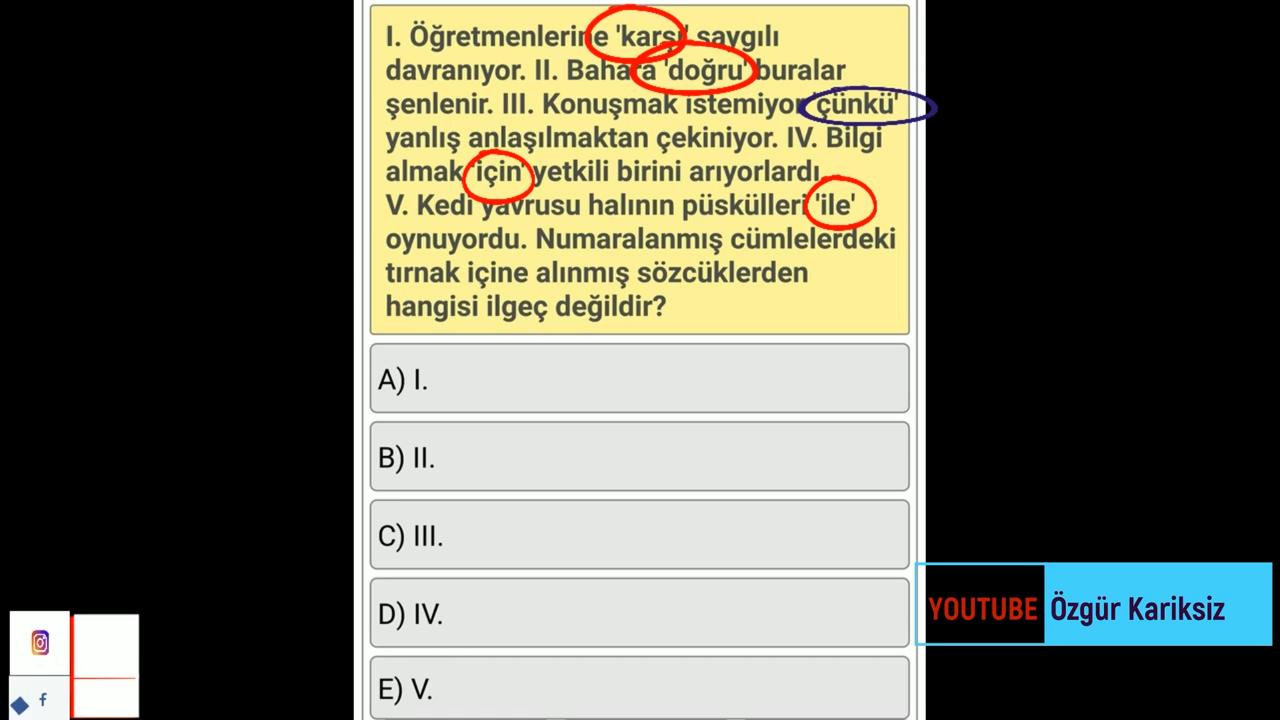 I. Öğretmenlerine 'karşı' saygılı
davranıyor. II. Bahara 'doğru' buralar
şenlenir. III. Konuşmak istemiyor 'çünkü'
yanlış anlaşılmaktan çekiniyor. IV. Bilgi
almak 'için' yetkili birini arıyorlardı.
V. Kedi yavrusu halının püskülleri 'ile'
oynuyordu. Numaralanmış cümlelerdeki
tırnak içine alınmış sözcüklerden
hangisi ilgeç değildir?
A) I.
B) II.
C) III.
D) IV.
E) V.
YOUTUBE Özgür Kariksiz
f